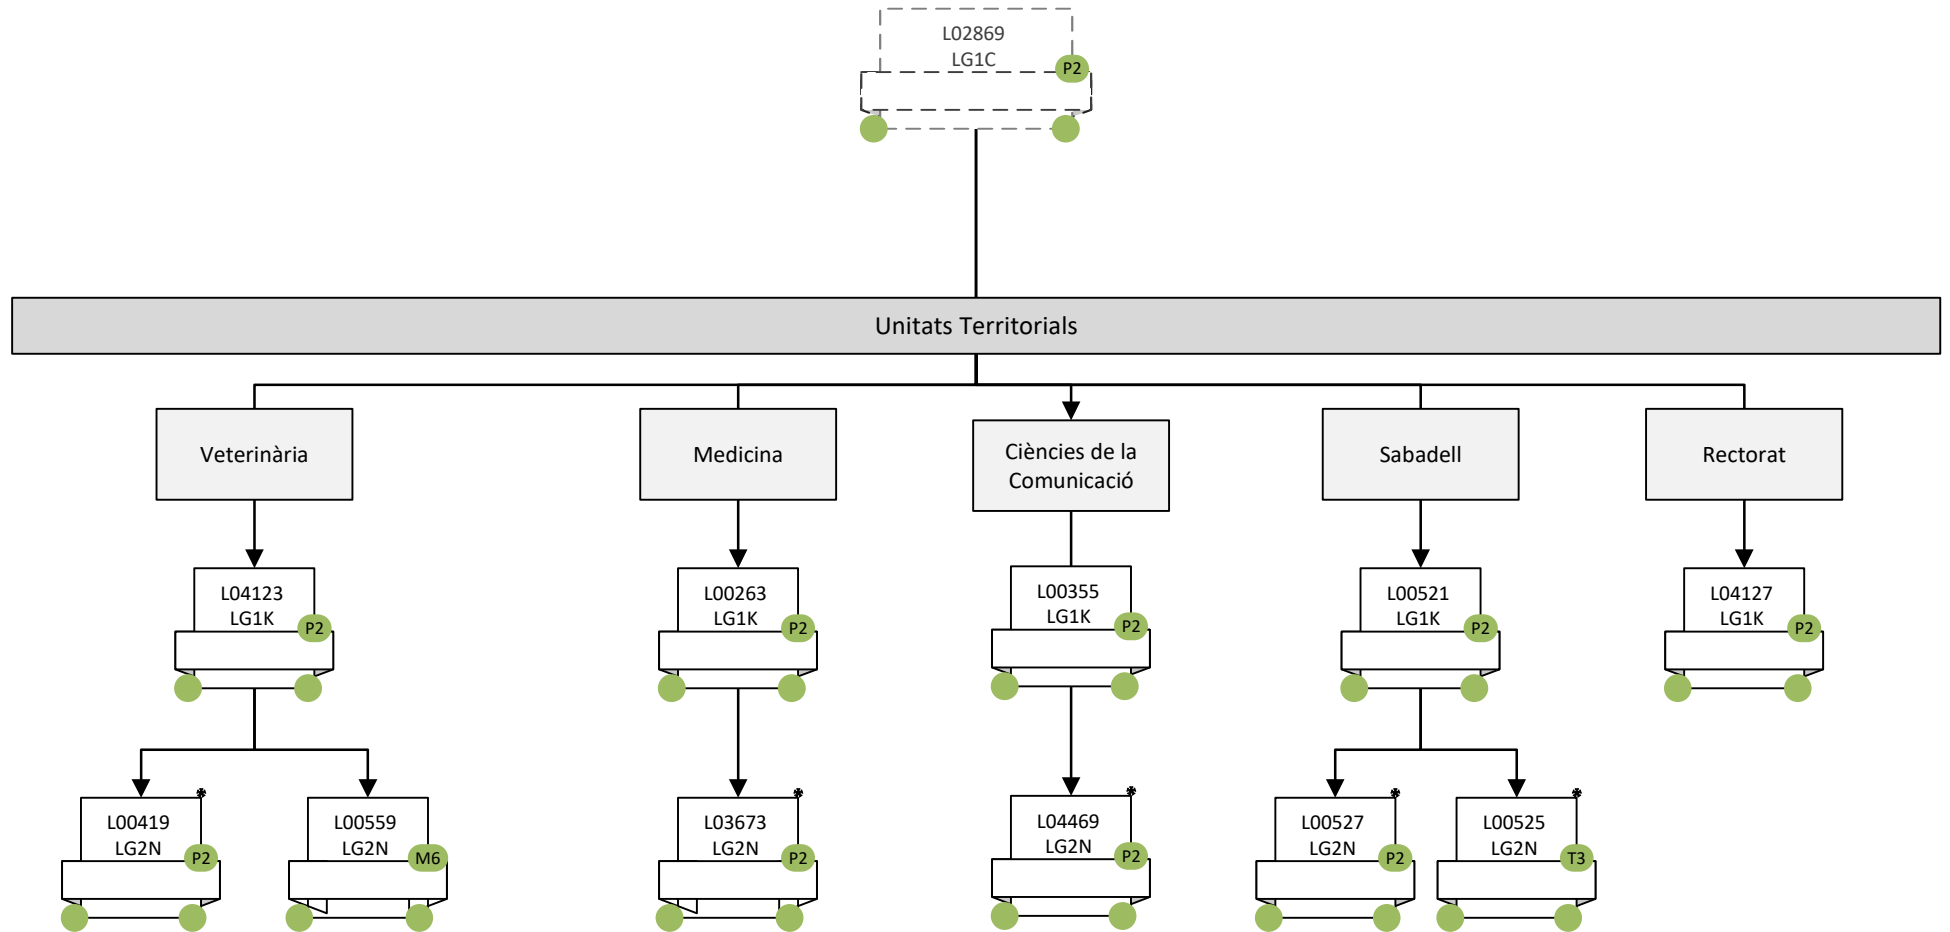 L02869
LG1C
P2
Unitats Territorials
Veterinària
Medicina
Ciències de la
Comunicació
Sabadell
Rectorat
L04123
LG1K
P2
L00263
LG1K
P2
L00355
LG1K
P2
L00521
LG1K
P2
L04127
LG1K
P2
L00419
LG2N
P2
*
L00559
LG2N
M6
L03673
LG2N
P2
*
L04469
LG2N
P2
*
L00527
LG2N
P2
*
L00525
LG2N
T3
*